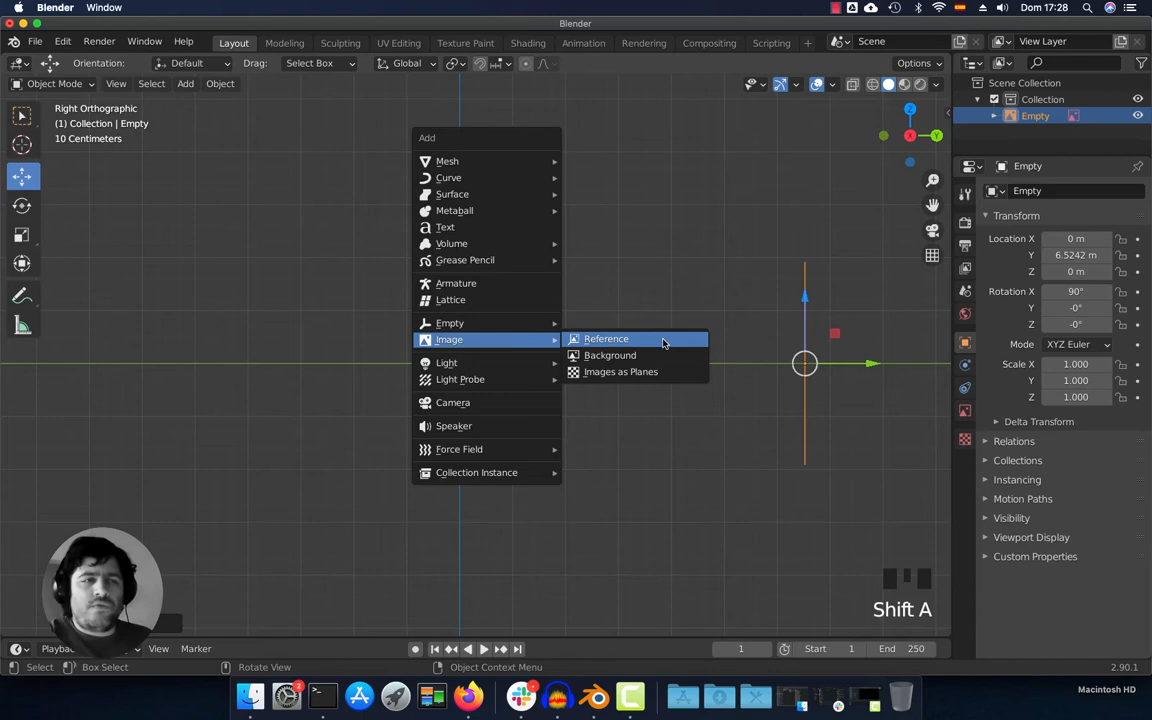 Blender Window Dom 17:28
Blender
File Edit Render Window Help Layout Modeling Sculpting UV Editing Texture Paint Shading Animation Rendering Compositing Scripting + Scene View Layer
Orientation: Default Drag: Select Box Global Options
Object Mode View Select Add Object
Right Orthographic
(1) Collection | Empty
10 Centimeters
Z
X
Y
Add
Mesh
Curve
Surface
Metaball
Text
Volume
Grease Pencil
Armature
Lattice
Empty
Image
Light
Light Probe
Camera
Speaker
Force Field
Collection Instance
Reference
Background
Images as Planes
Scene Collection
Collection
Empty
Empty
Empty
Transform
Location X 0 m
Y 6.5242 m
Z 0 m
Rotation X 90°
Y -0°
Z -0°
Mode XYZ Euler
Scale X 1.000
Y 1.000
Z 1.000
Delta Transform
Relations
Collections
Instancing
Motion Paths
Visibility
Viewport Display
Custom Properties
Shift A
Playback View Marker 1 Start 1 End 250
Select Box Select Rotate View Object Context Menu 2.90.1
2
Macintosh HD